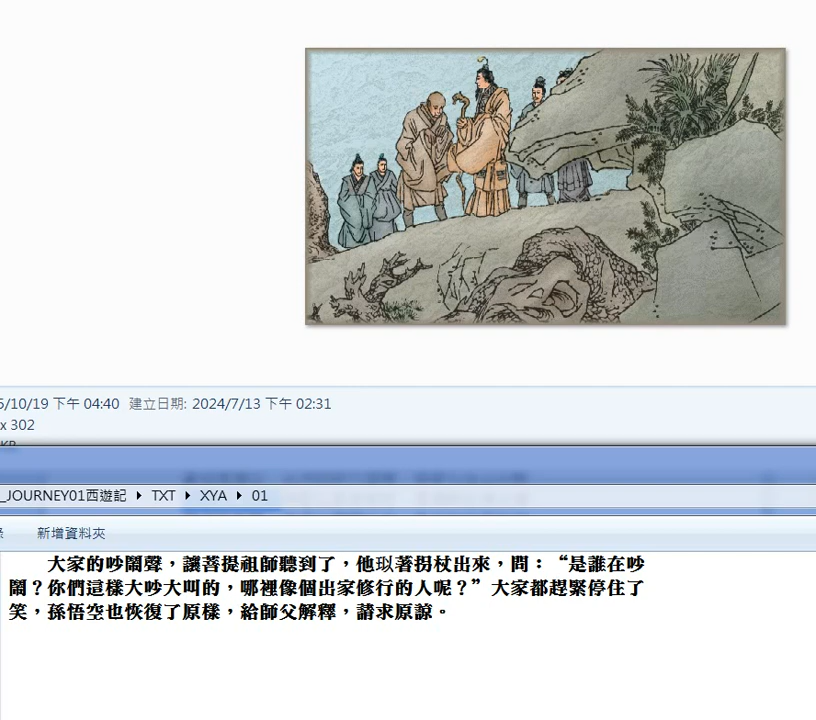 5/10/19 下午 04:40 建立日期: 2024/7/13 下午 02:31
x 302
KB
_JOURNEY01西遊記 ▸ TXT ▸ XYA ▸ 01
新增資料夾
大家的吵鬧聲，讓菩提祖師聽到了，他㕥著拐杖出來，問：“是誰在吵
鬧？你們這樣大吵大叫的，哪裡像個出家修行的人呢？”大家都趕緊停住了
笑，孫悟空也恢復了原樣，給師父解釋，請求原諒。